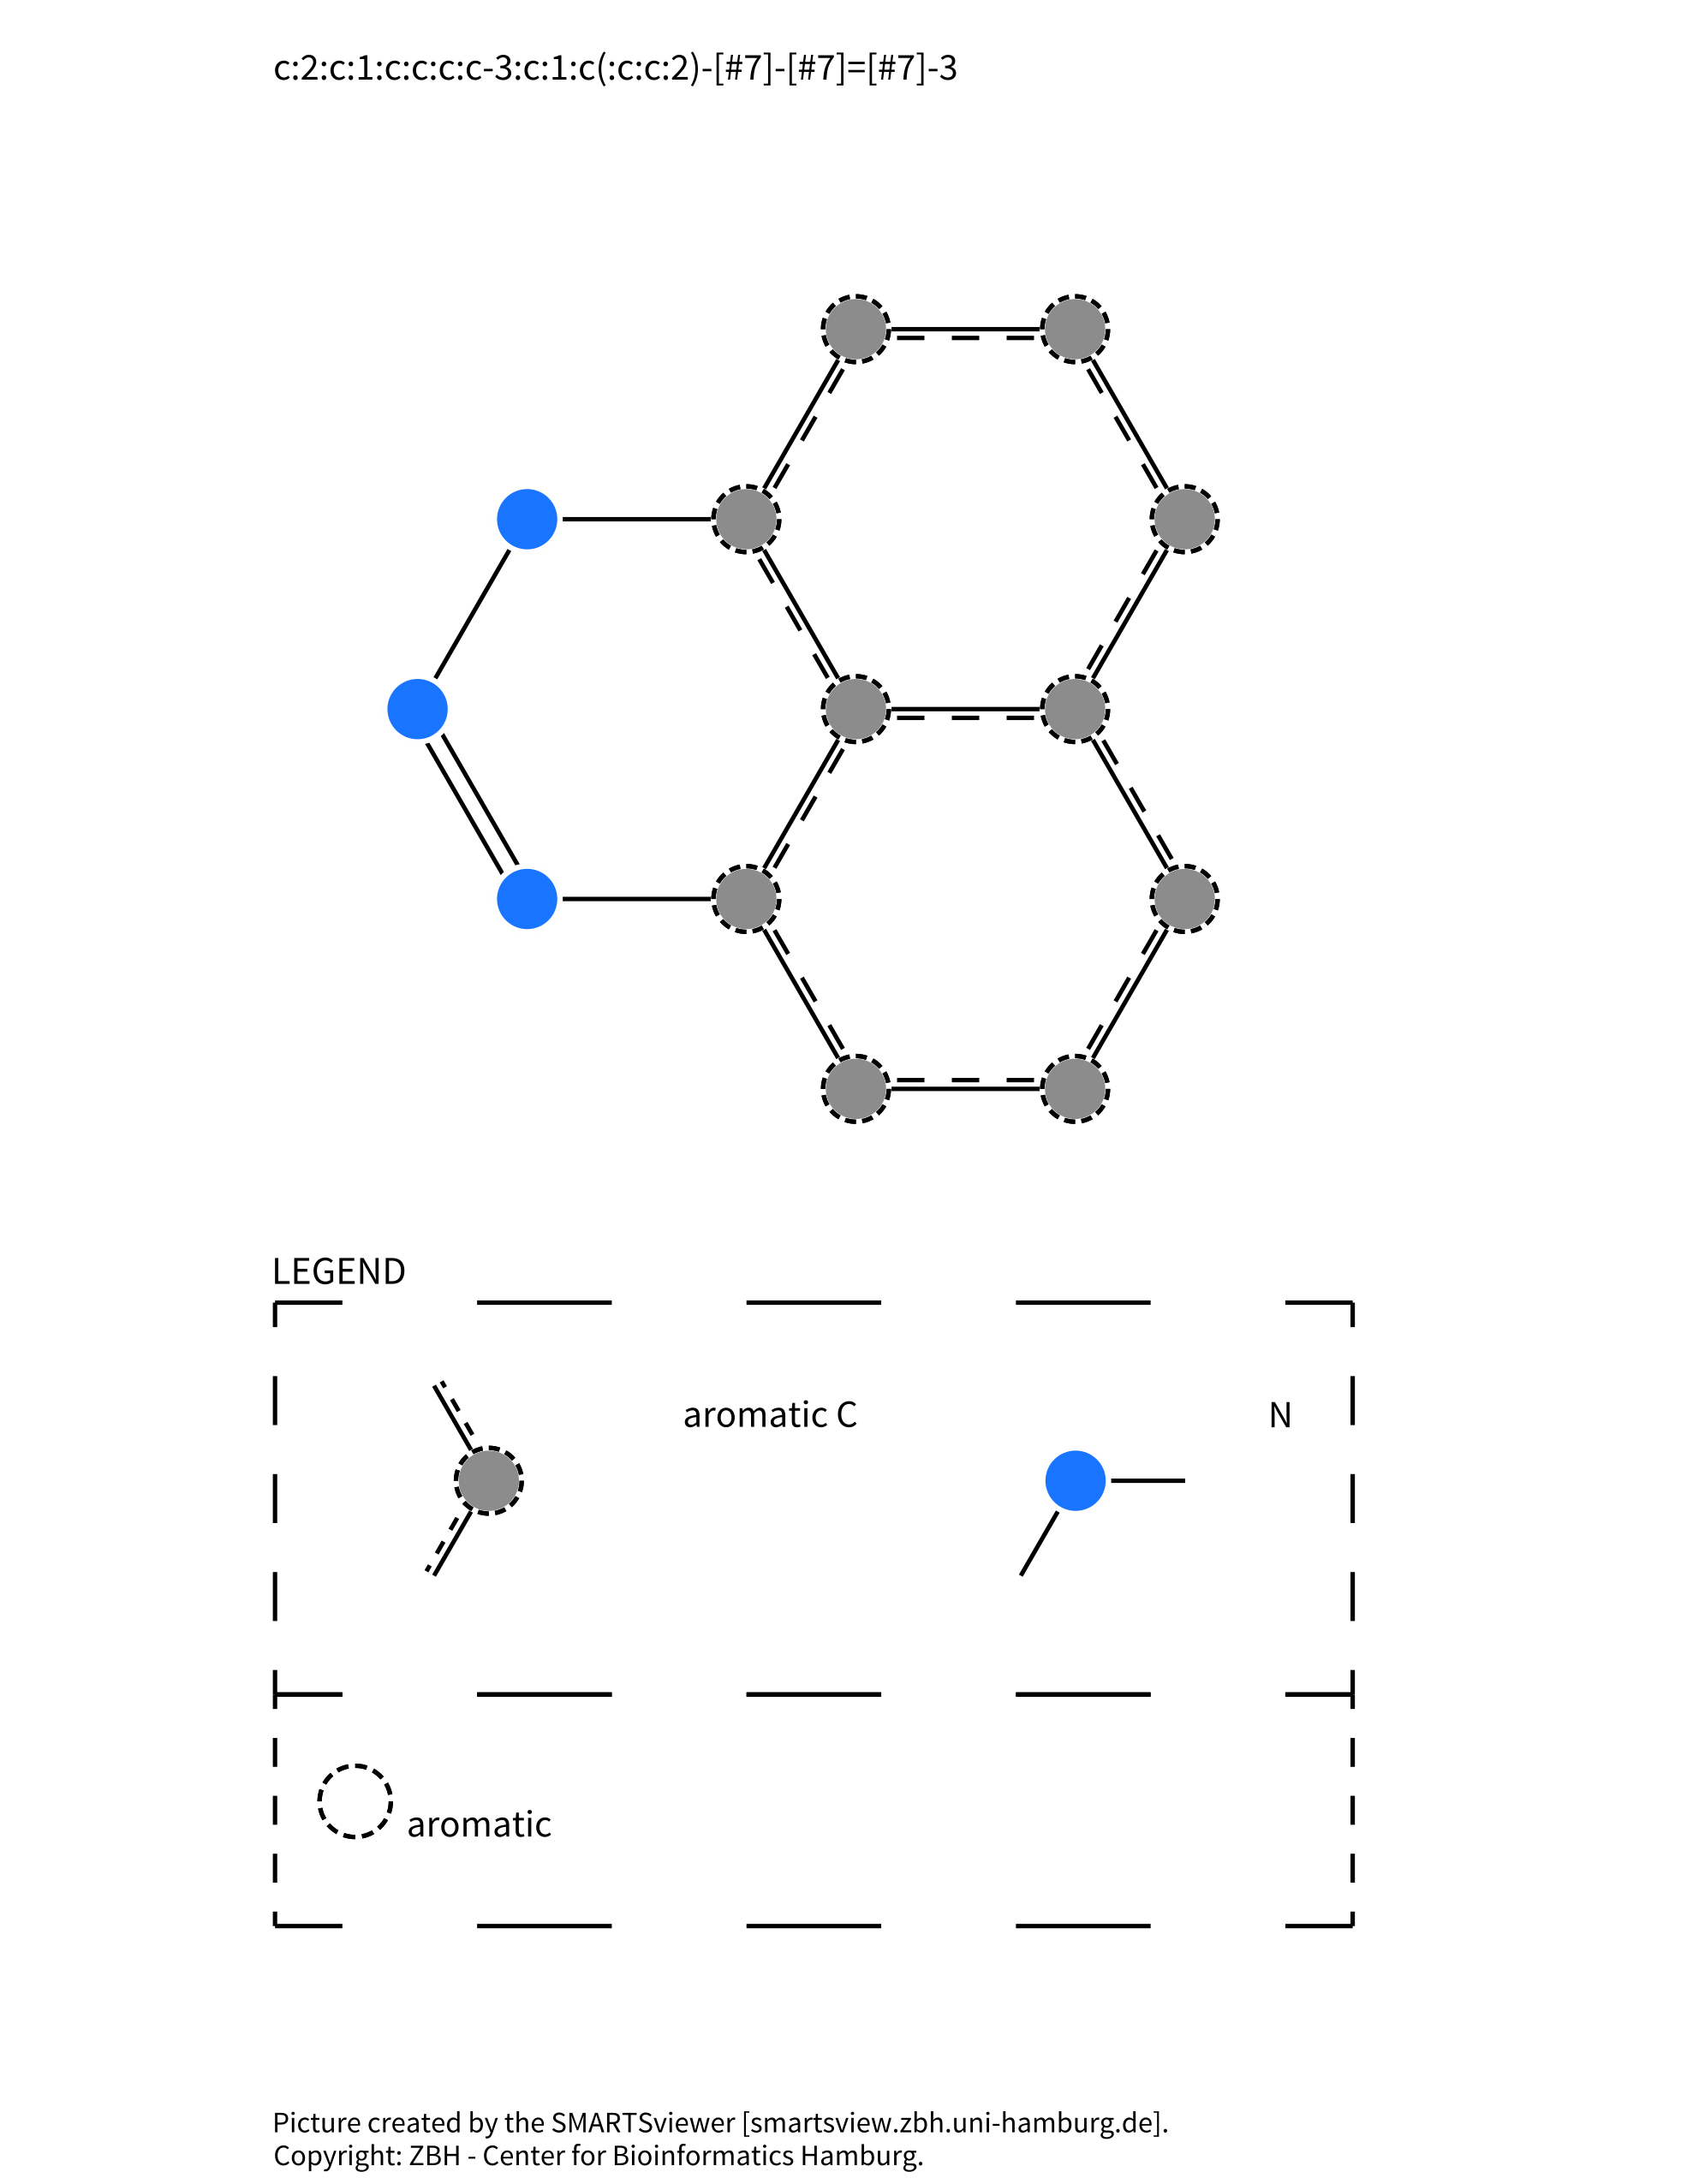 c:2:c:1:c:c:c:c-3:c:1:c(:c:c:2)-[#7]-[#7]=[#7]-3
LEGEND
aromatic C
N
aromatic
Picture created by the SMARTSviewer [smartsview.zbh.uni-hamburg.de].
Copyright: ZBH - Center for Bioinformatics Hamburg.